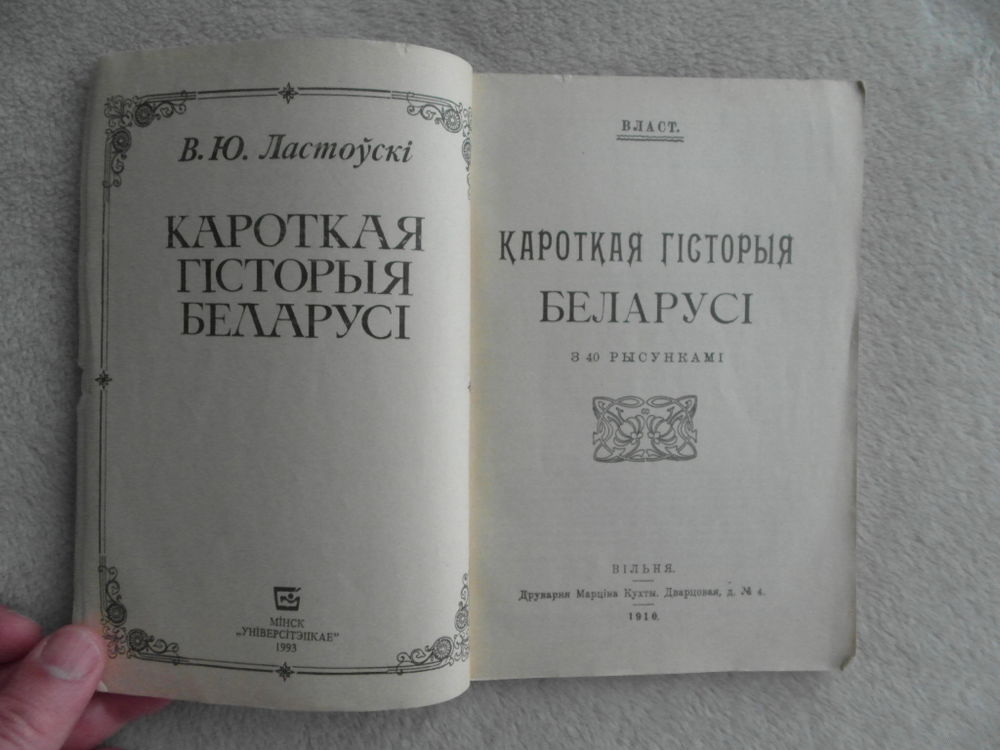 В. Ю. Ластоўскі
КАРОТКАЯ
ГІСТОРЫЯ
БЕЛАРУСІ
МІНСК
„УНІВЕРСІТЭЦКАЕ"
1993
ВЛАСТ.
КАРОТКАЯ ГІСТОРЫЯ
БЕЛАРУСІ
З 40 РЫСУНКАМІ
ВІЛЬНЯ.
Друкарня Марціна Кухты. Дварцовая, д. № 4.
1910.